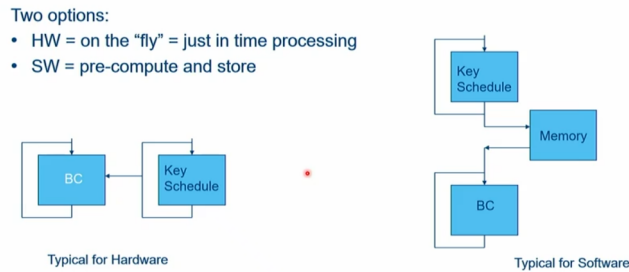 Two options:
• HW = on the “fly” = just in time processing
• SW = pre-compute and store
BC
Key
Schedule
Typical for Hardware
Key
Schedule
Memory
BC
Typical for Software